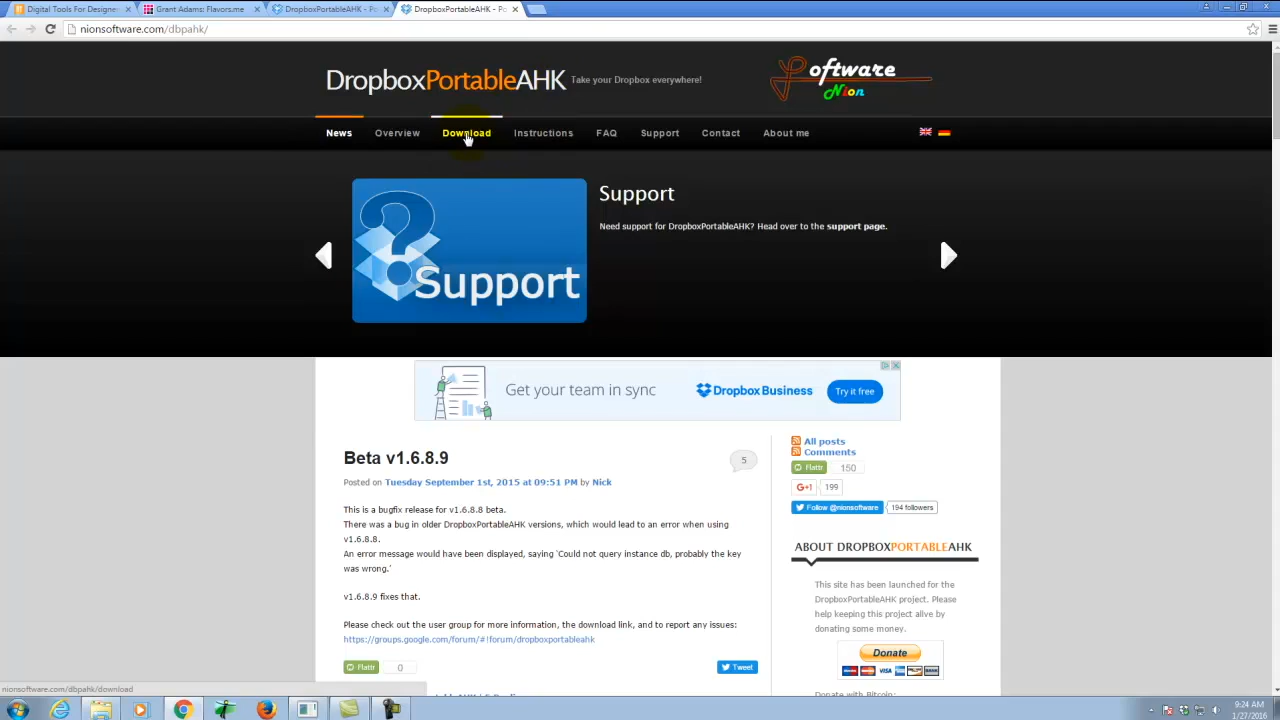 Digital Tools For Designer
Grant Adams: Flavors.me
DropboxPortableAHK - Po
DropboxPortableAHK - Po
nionsoftware.com/dbpahk/
DropboxPortableAHK Take your Dropbox everywhere!
Software
Nion
News Overview Download Instructions FAQ Support Contact About me
Support
Support
Need support for DropboxPortableAHK? Head over to the support page.
Get your team in sync Dropbox Business Try it free
Beta v1.6.8.9
5
Posted on Tuesday September 1st, 2015 at 09:51 PM by Nick
This is a bugfix release for v1.6.8.8 beta.
There was a bug in older DropboxPortableAHK versions, which would lead to an error when using
v1.6.8.8.
An error message would have been displayed, saying 'Could not query instance db, probably the key
was wrong.'
v1.6.8.9 fixes that.
Please check out the user group for more information, the download link, and to report any issues:
https://groups.google.com/forum/#!forum/dropboxportableahk
Flattr 0
Tweet
All posts
Comments
Flattr 150
G+1 199
Follow @nionsoftware 194 followers
ABOUT DROPBOXPORTABLEAHK
This site has been launched for the
DropboxPortableAHK project. Please
help keeping this project alive by
donating some money.
Donate
VISA
Donate with Bitcoin:
nionsoftware.com/dbpahk/download
9:24 AM
1/27/2016